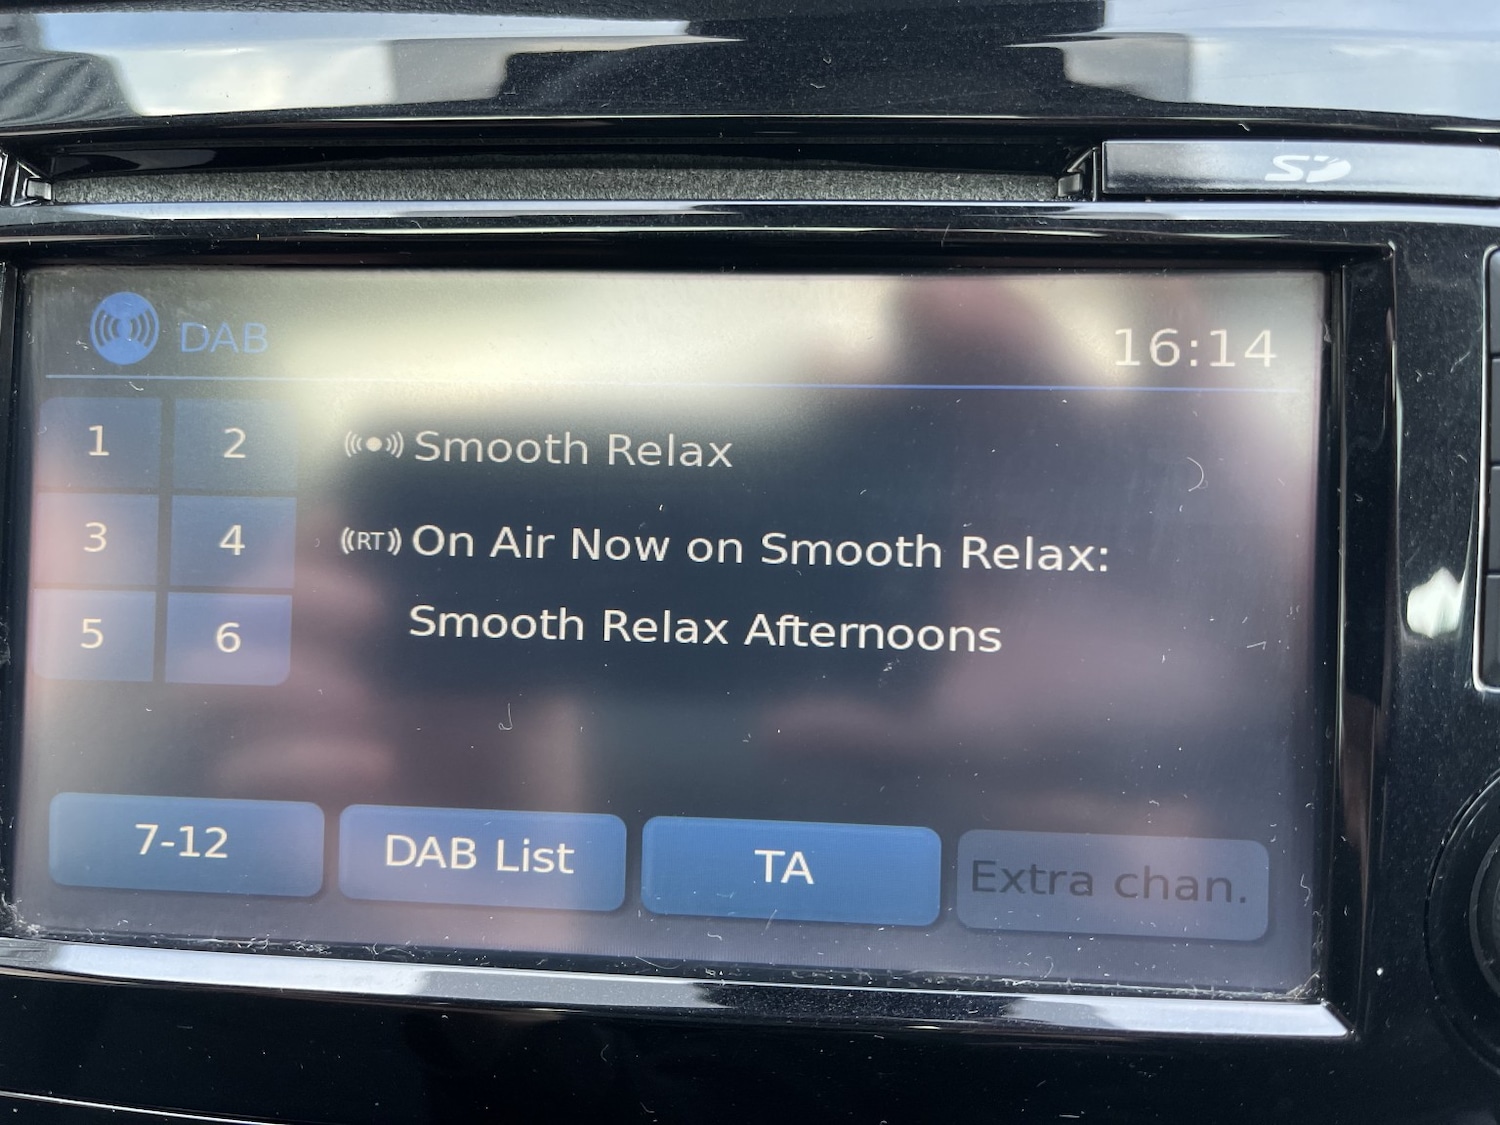 SD
DAB
16:14
1
2
Smooth Relax
3
4
RT
On Air Now on Smooth Relax:
5
6
Smooth Relax Afternoons
7-12
DAB List
TA
Extra chan.